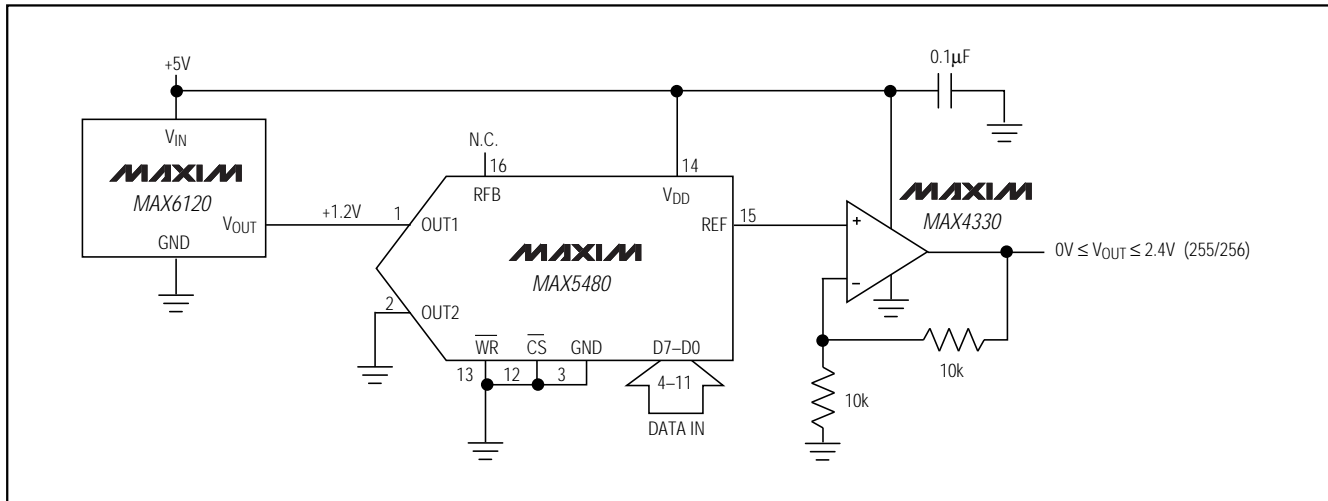 +5V
0.1µF
V_IN
MAXIM
MAX6120
V_OUT
GND
+1.2V
N.C.
16
RFB
14
V_DD
1
OUT1
REF
15
MAXIM
MAX5480
2
OUT2
W̅R̅
C̅S̅
GND
D7–D0
13
12
3
4–11
DATA IN
MAXIM
MAX4330
+
–
0V ≤ V_OUT ≤ 2.4V (255/256)
10k
10k